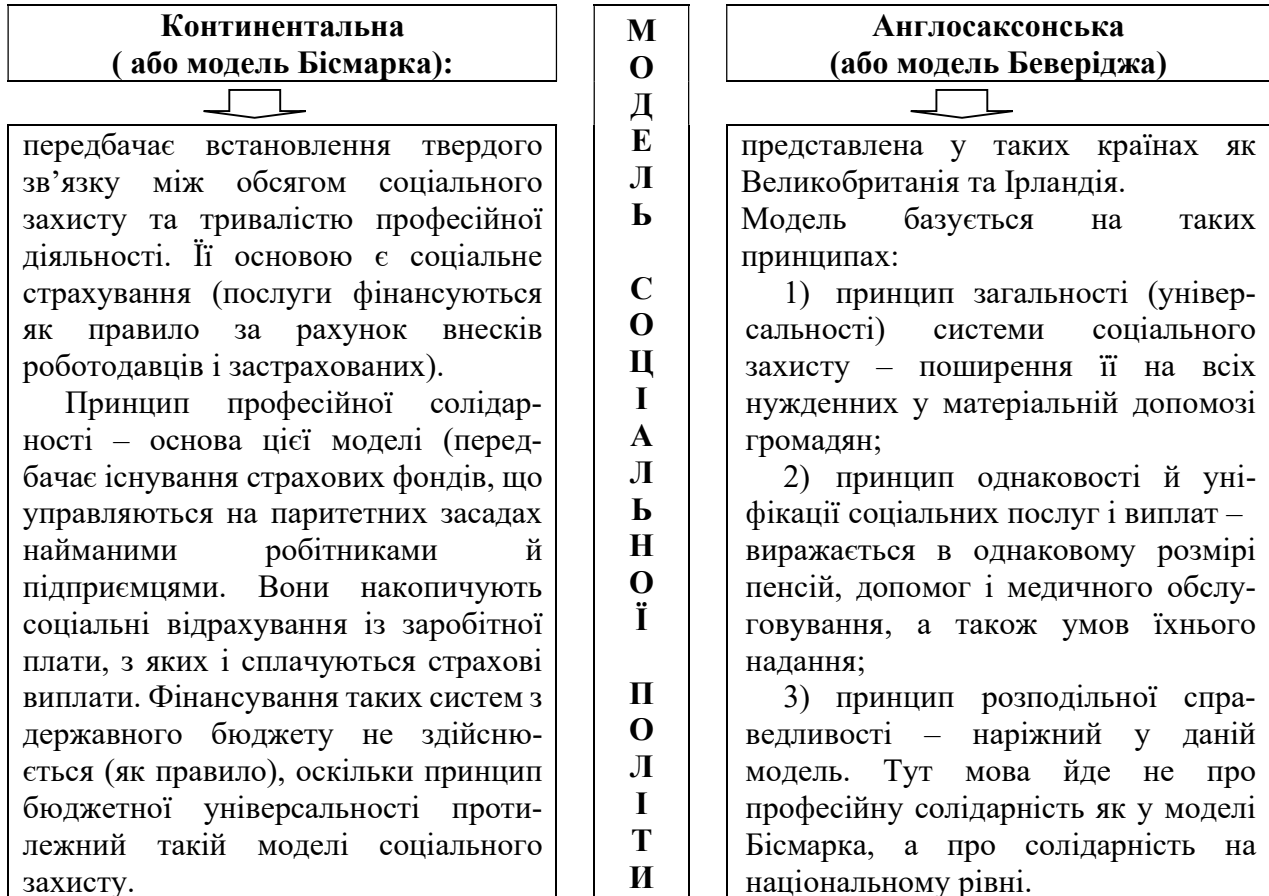 Континентальна
( або модель Бісмарка):
передбачає встановлення твердого
зв’язку між обсягом соціального
захисту та тривалістю професійної
діяльності. Її основою є соціальне
страхування (послуги фінансуються
як правило за рахунок внесків
роботодавців і застрахованих).
Принцип професійної солідар-
ності – основа цієї моделі (перед-
бачає існування страхових фондів, що
управляються на паритетних засадах
найманими робітниками й
підприємцями. Вони накопичують
соціальні відрахування із заробітної
плати, з яких і сплачуються страхові
виплати. Фінансування таких систем з
державного бюджету не здійсню-
ється (як правило), оскільки принцип
бюджетної універсальності проти-
лежний такій моделі соціального
захисту.
М
О
Д
Е
Л
Ь
С
О
Ц
І
А
Л
Ь
Н
О
Ї
П
О
Л
І
Т
И
Англосаксонська
(або модель Беверіджа)
представлена у таких країнах як
Великобританія та Ірландія.
Модель базується на таких
принципах:
1) принцип загальності (універ-
сальності) системи соціального
захисту – поширення її на всіх
нужденних у матеріальній допомозі
громадян;
2) принцип однаковості й уні-
фікації соціальних послуг і виплат –
виражається в однаковому розмірі
пенсій, допомог і медичного обслу-
говування, а також умов їхнього
надання;
3) принцип розподільної спра-
ведливості – наріжний у даній
модель. Тут мова йде не про
професійну солідарність як у моделі
Бісмарка, а про солідарність на
національному рівні.